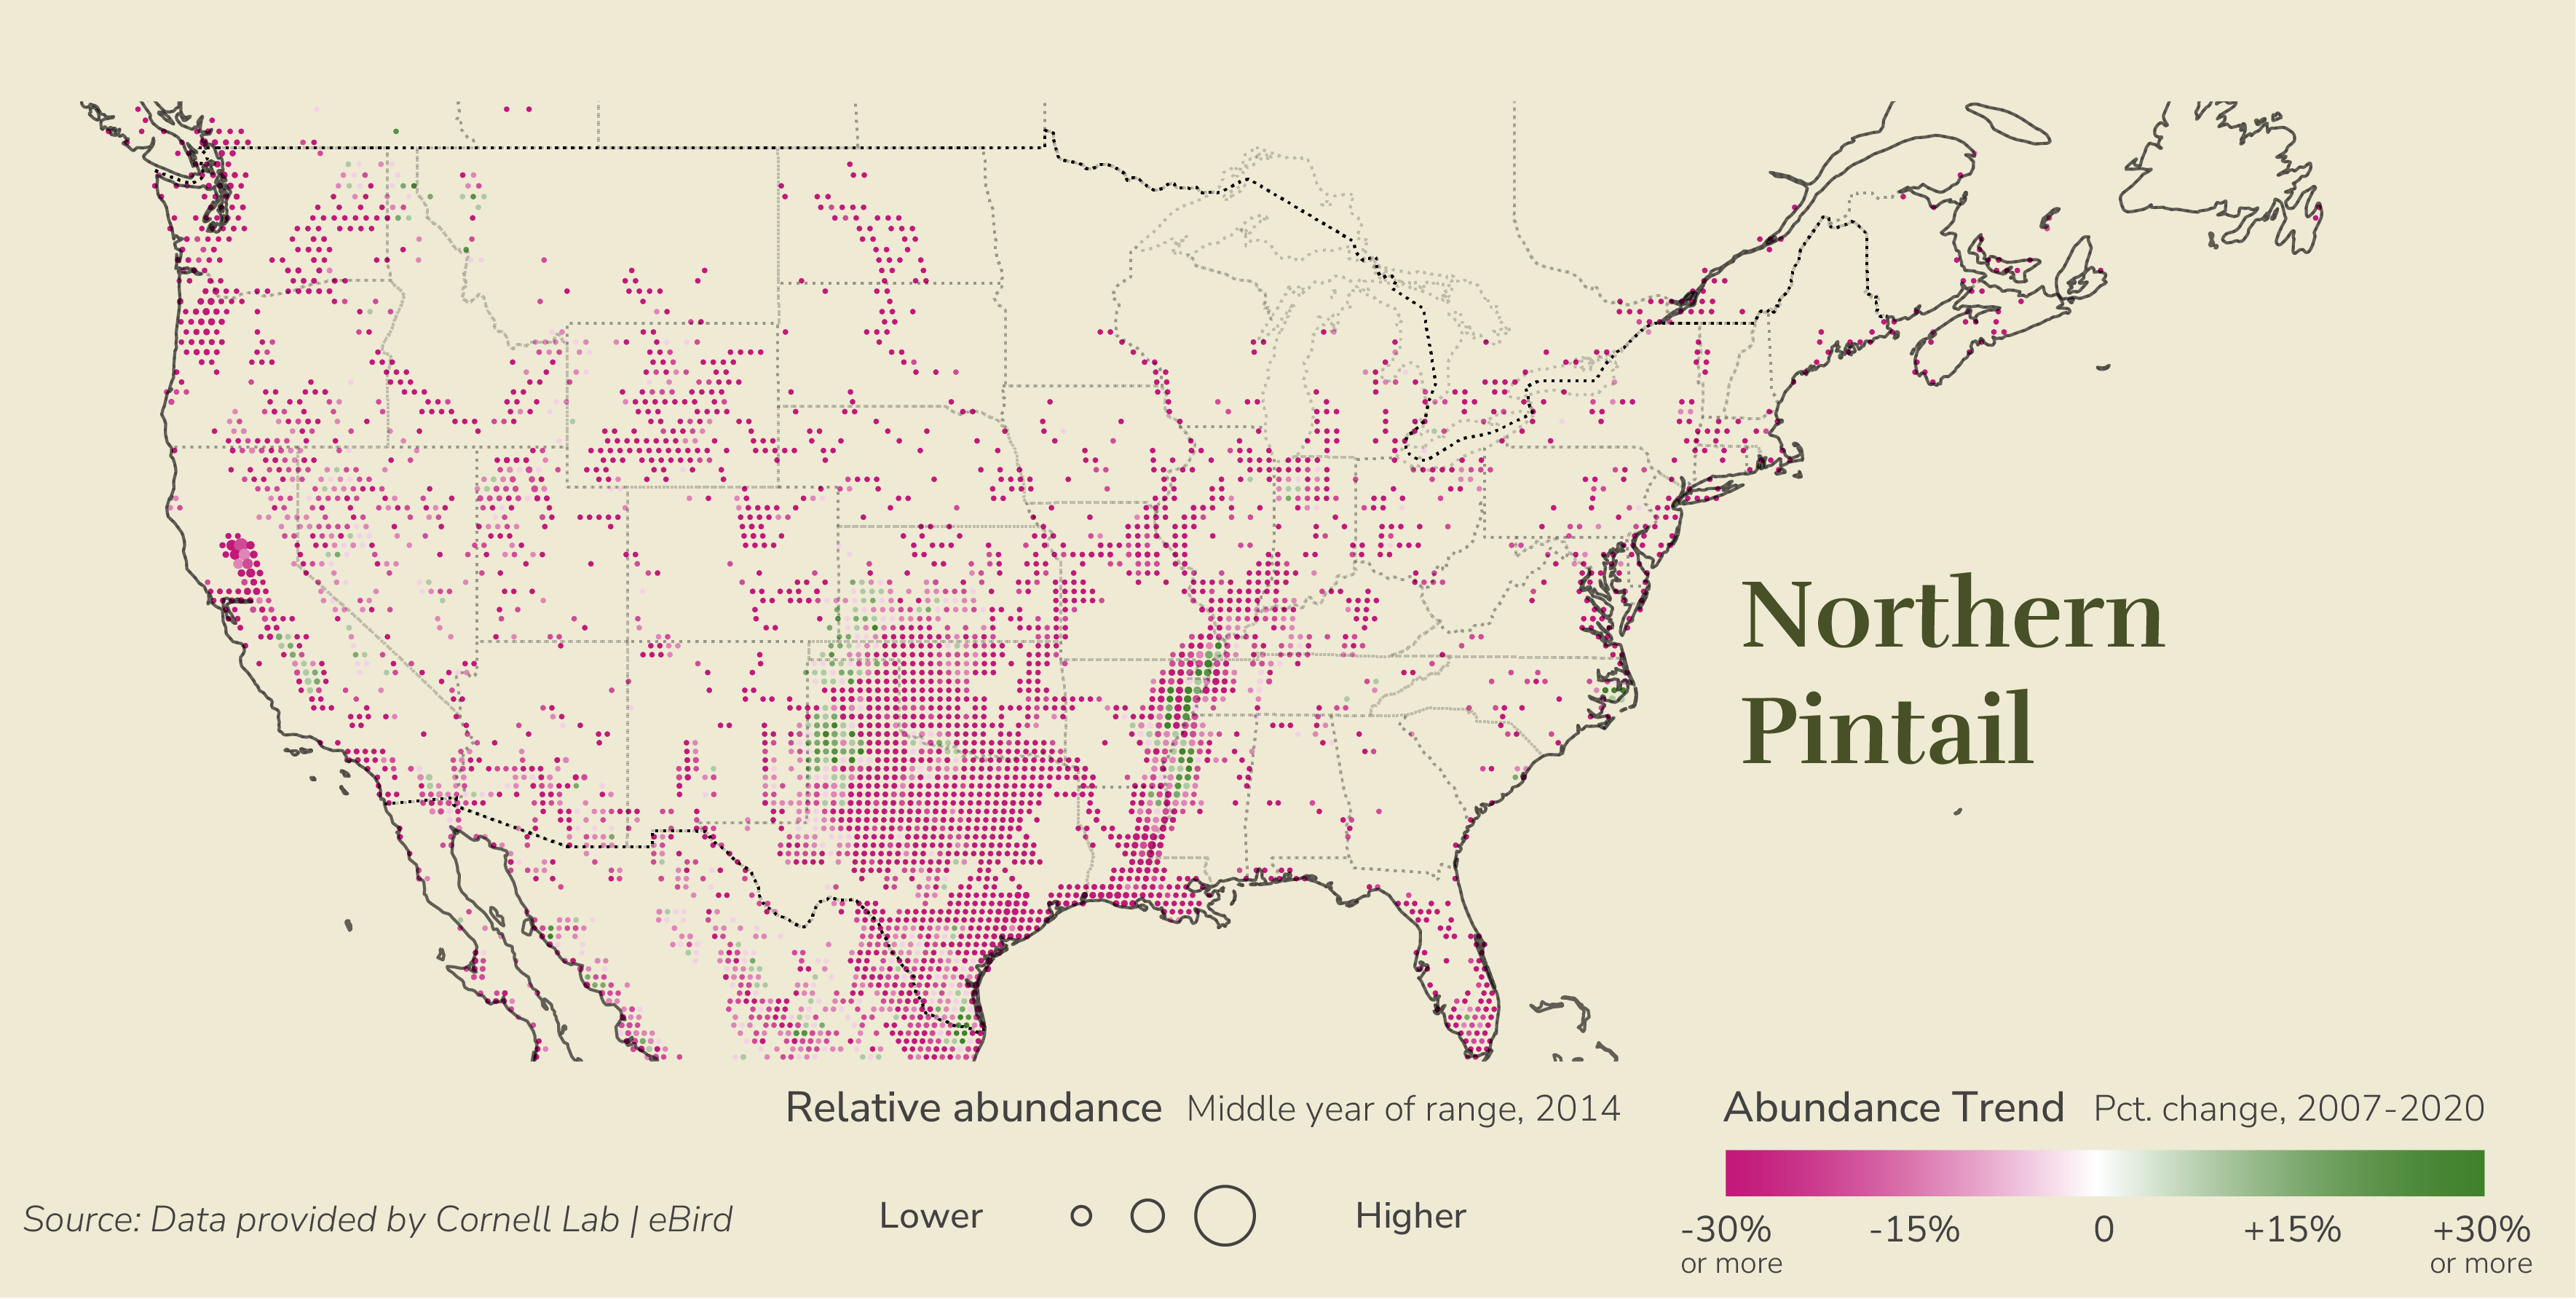 Northern
Pintail
Relative abundance Middle year of range, 2014
Abundance Trend Pct. change, 2007-2020
Source: Data provided by Cornell Lab | eBird
Lower
Higher
-30% -15% 0 +15% +30%
or more or more